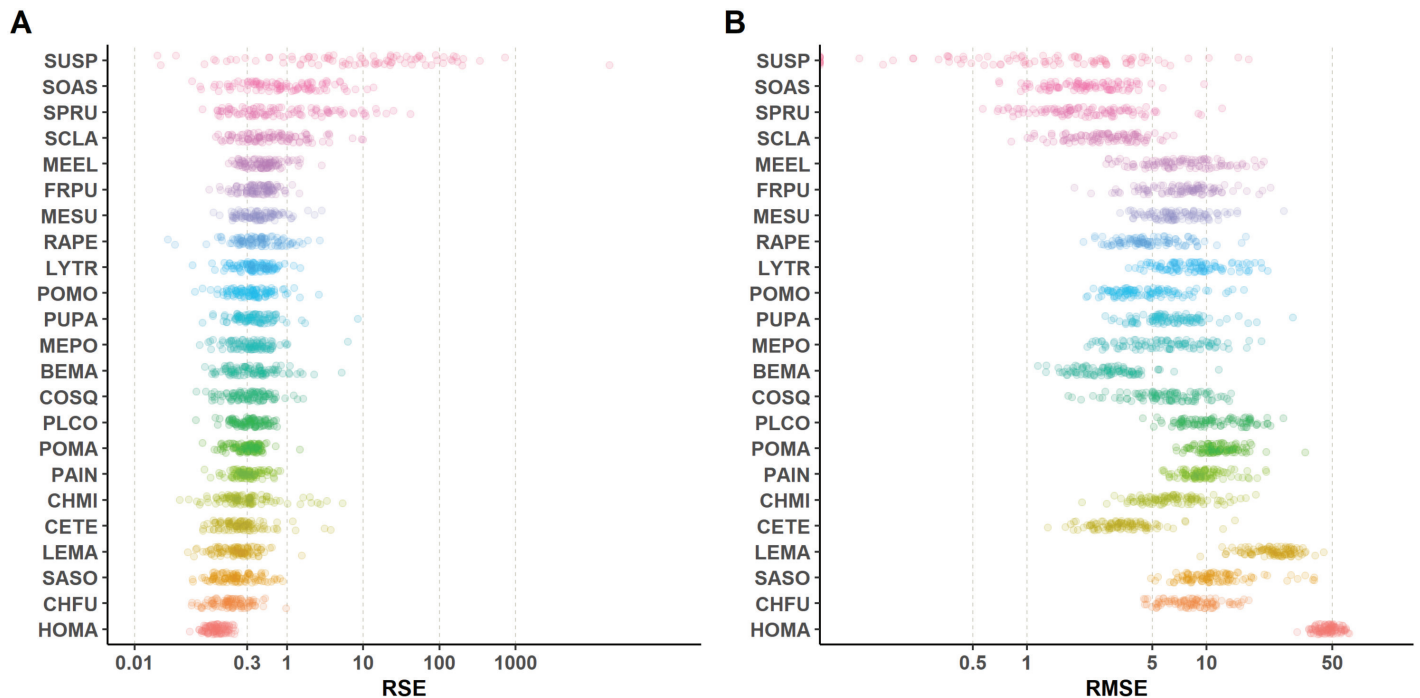 A
SUSP
SOAS
SPRU
SCLA
MEEL
FRPU
MESU
RAPE
LYTR
POMO
PUPA
MEPO
BEMA
COSQ
PLCO
POMA
PAIN
CHMI
CETE
LEMA
SASO
CHFU
HOMA
0.01 0.3 1 10 100 1000
RSE
B
SUSP
SOAS
SPRU
SCLA
MEEL
FRPU
MESU
RAPE
LYTR
POMO
PUPA
MEPO
BEMA
COSQ
PLCO
POMA
PAIN
CHMI
CETE
LEMA
SASO
CHFU
HOMA
0.5 1 5 10 50
RMSE